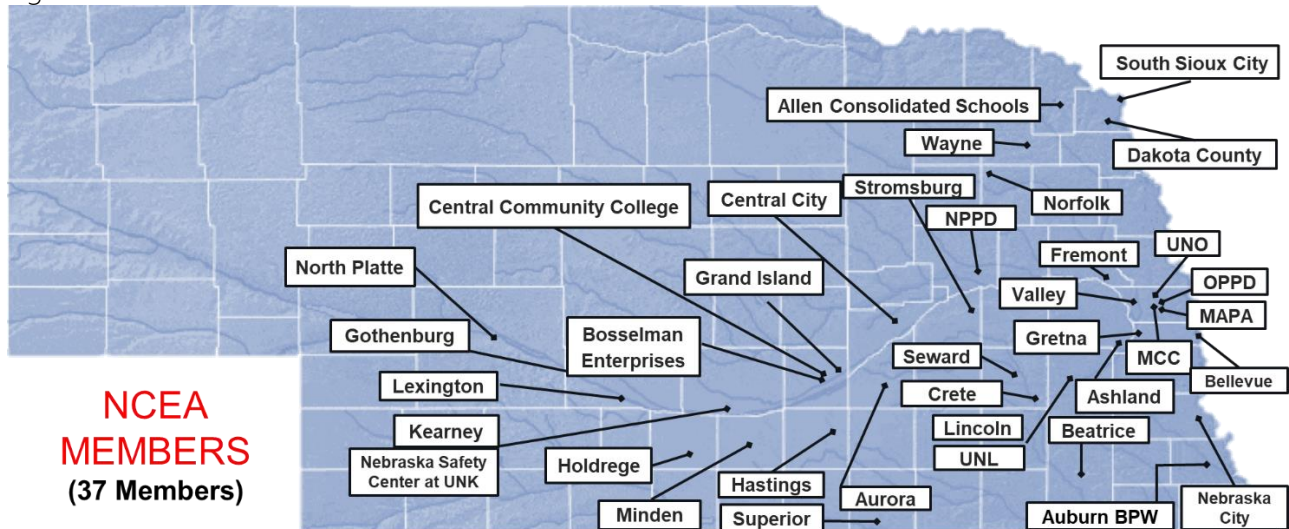 South Sioux City
Allen Consolidated Schools
Wayne
Dakota County
Stromsburg
Central City
Norfolk
Central Community College
NPPD
UNO
Fremont
North Platte
OPPD
Grand Island
Valley
MAPA
Gothenburg
Bosselman
Enterprises
Gretna
Seward
MCC
Bellevue
Lexington
Crete
Ashland
NCEA
MEMBERS
(37 Members)
Kearney
Lincoln
Beatrice
Nebraska Safety
Center at UNK
Holdrege
UNL
Hastings
Aurora
Minden
Superior
Auburn BPW
Nebraska
City